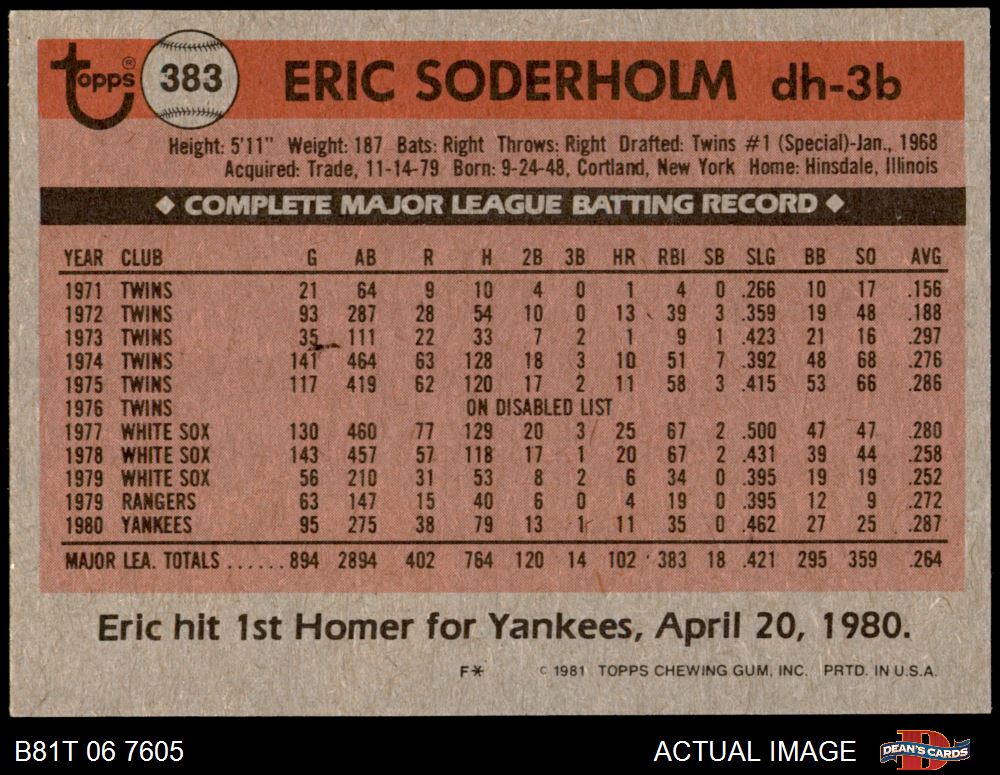 topps® 383 ERIC SODERHOLM dh-3b
Height: 5'11" Weight: 187 Bats: Right Throws: Right Drafted: Twins #1 (Special)-Jan., 1968
Acquired: Trade, 11-14-79 Born: 9-24-48, Cortland, New York Home: Hinsdale, Illinois
◆ COMPLETE MAJOR LEAGUE BATTING RECORD ◆
YEAR CLUB G AB R H 2B 3B HR RBI SB SLG BB SO AVG
1971 TWINS 21 64 9 10 4 0 1 4 0 .266 10 17 .156
1972 TWINS 93 287 28 54 10 0 13 39 3 .359 19 48 .188
1973 TWINS 35 111 22 33 7 2 1 9 1 .423 21 16 .297
1974 TWINS 141 464 63 128 18 3 10 51 7 .392 48 68 .276
1975 TWINS 117 419 62 120 17 2 11 58 3 .415 53 66 .286
1976 TWINS ON DISABLED LIST
1977 WHITE SOX 130 460 77 129 20 3 25 67 2 .500 47 47 .280
1978 WHITE SOX 143 457 57 118 17 1 20 67 2 .431 39 44 .258
1979 WHITE SOX 56 210 31 53 8 2 6 34 0 .395 19 19 .252
1979 RANGERS 63 147 15 40 6 0 4 19 0 .395 12 9 .272
1980 YANKEES 95 275 38 79 13 1 11 35 0 .462 27 25 .287
MAJOR LEA. TOTALS ...... 894 2894 402 764 120 14 102 383 18 .421 295 359 .264
Eric hit 1st Homer for Yankees, April 20, 1980.
F* © 1981 TOPPS CHEWING GUM, INC. PRTD. IN U.S.A.
B81T 06 7605 ACTUAL IMAGE DEAN'S CARDS